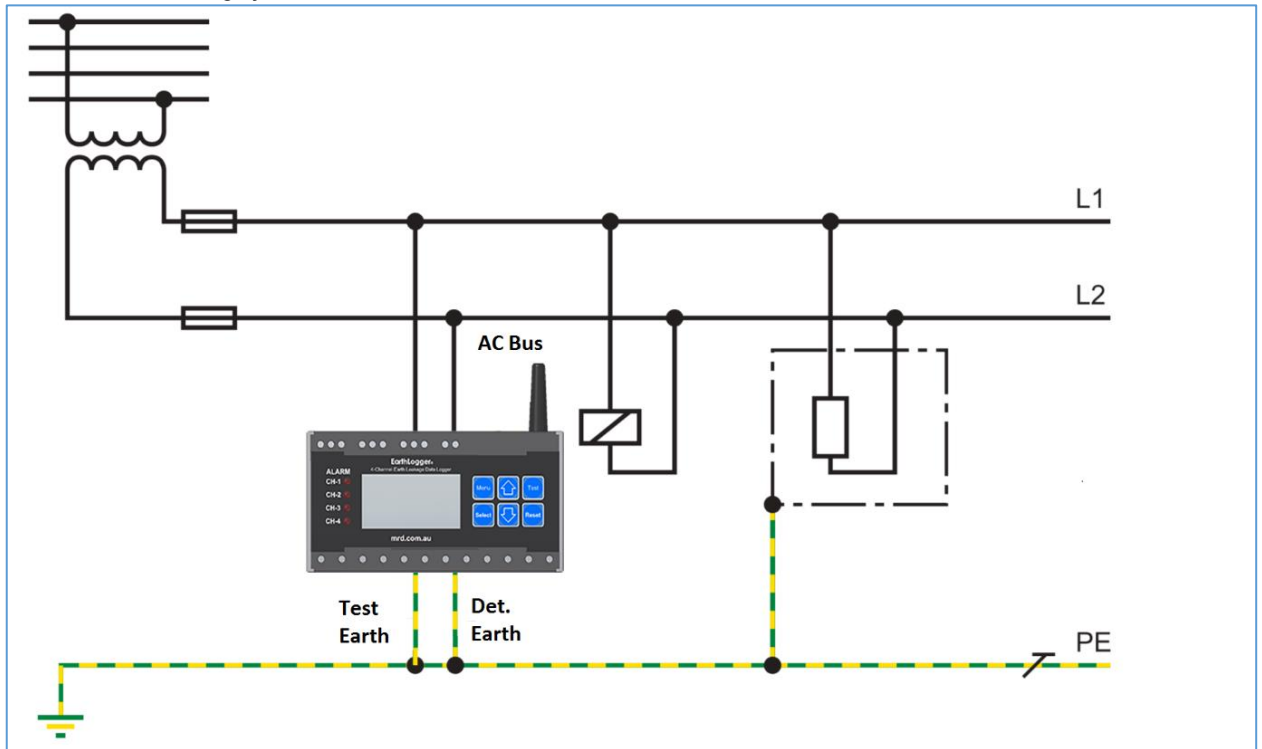 L1
L2
AC Bus
EarthLogger
4-Channel Earth Leakage Data Logger
ALARM
CH-1
CH-2
CH-3
CH-4
Menu
Test
Select
Reset
mrd.com.au
Test
Earth
Det.
Earth
PE